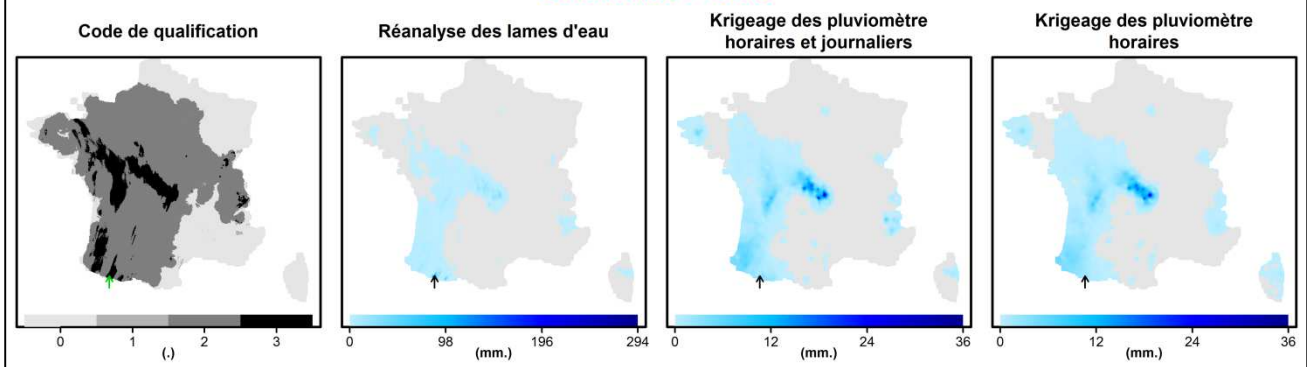 Code de qualification
Réanalyse des lames d'eau
Krigeage des pluviomètre
horaires et journaliers
Krigeage des pluviomètre
horaires
0 1 2 3
(.)
0 98 196 294
(mm.)
0 12 24 36
(mm.)
0 12 24 36
(mm.)